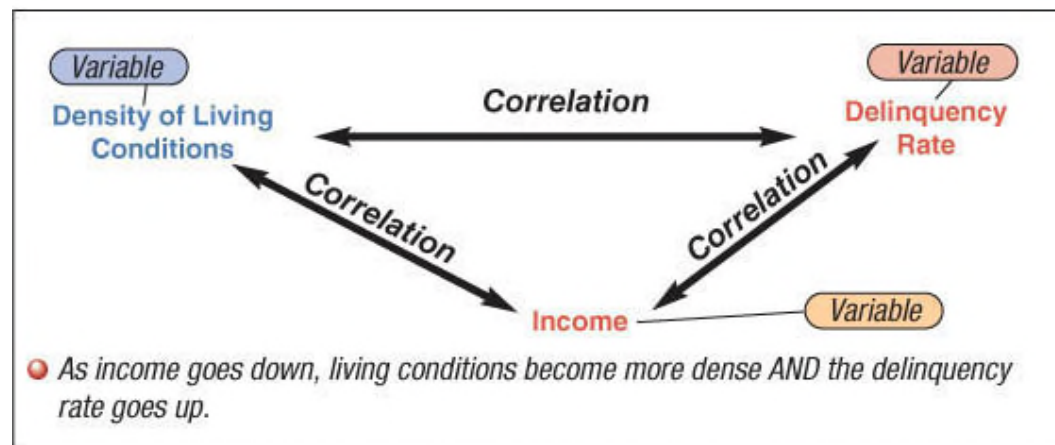 Variable
Variable
Density of Living
Conditions
Correlation
Delinquency
Rate
Correlation
Correlation
Income
Variable
As income goes down, living conditions become more dense AND the delinquency
rate goes up.